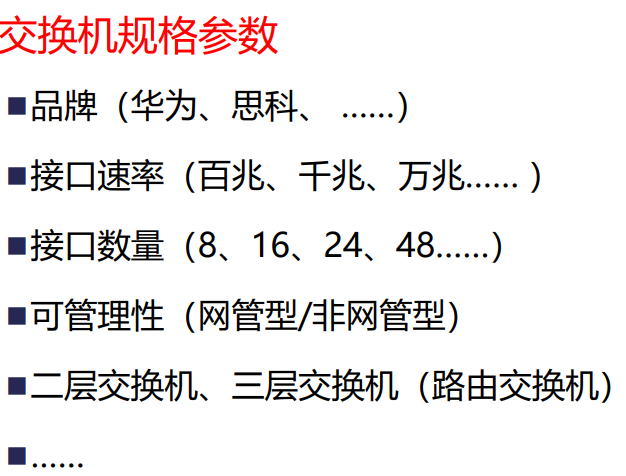 交换机规格参数
■品牌（华为、思科、 ……）
■接口速率（百兆、千兆、万兆…… ）
■接口数量（8、16、24、48……）
■可管理性（网管型/非网管型）
■二层交换机、三层交换机（路由交换机）
■……